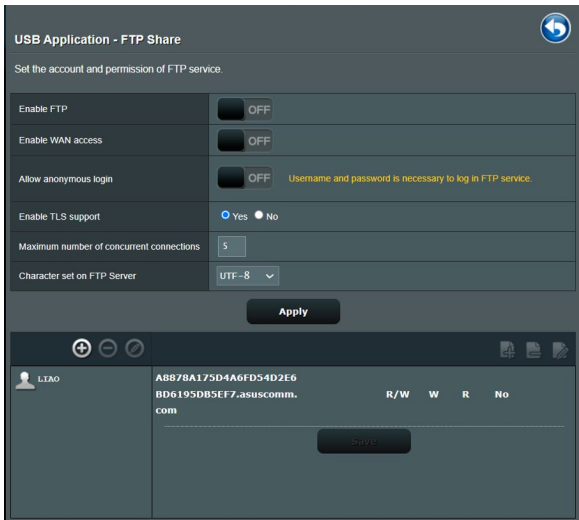 USB Application - FTP Share
Set the account and permission of FTP service.
Enable FTP OFF
Enable WAN access OFF
Allow anonymous login OFF Username and password is necessary to log in FTP service.
Enable TLS support Yes No
Maximum number of concurrent connections 5
Character set on FTP Server UTF-8
Apply
LIAO
A8878A175D4A6FD54D2E6
BD6195DB5EF7.asuscomm. R/W W R No
com
Save